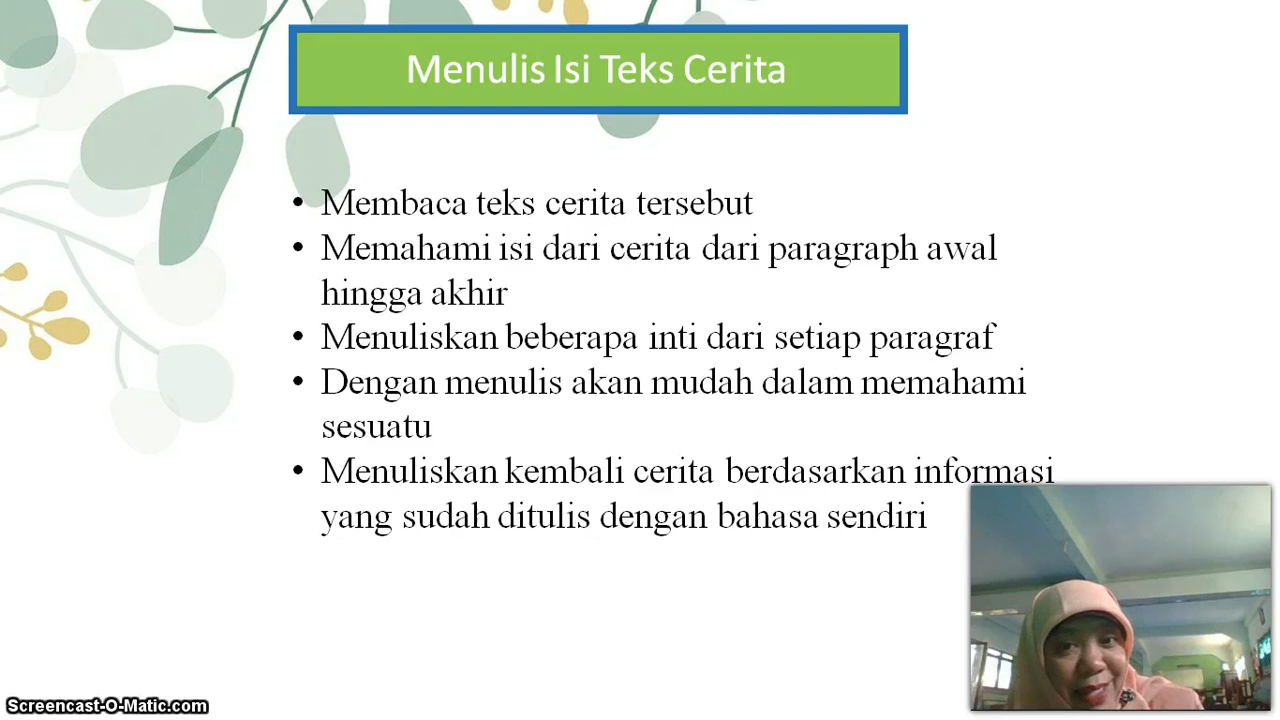 Menulis Isi Teks Cerita
• Membaca teks cerita tersebut
• Memahami isi dari cerita dari paragraph awal
hingga akhir
• Menuliskan beberapa inti dari setiap paragraf
• Dengan menulis akan mudah dalam memahami
sesuatu
• Menuliskan kembali cerita berdasarkan informasi
yang sudah ditulis dengan bahasa sendiri
Screencast-O-Matic.com